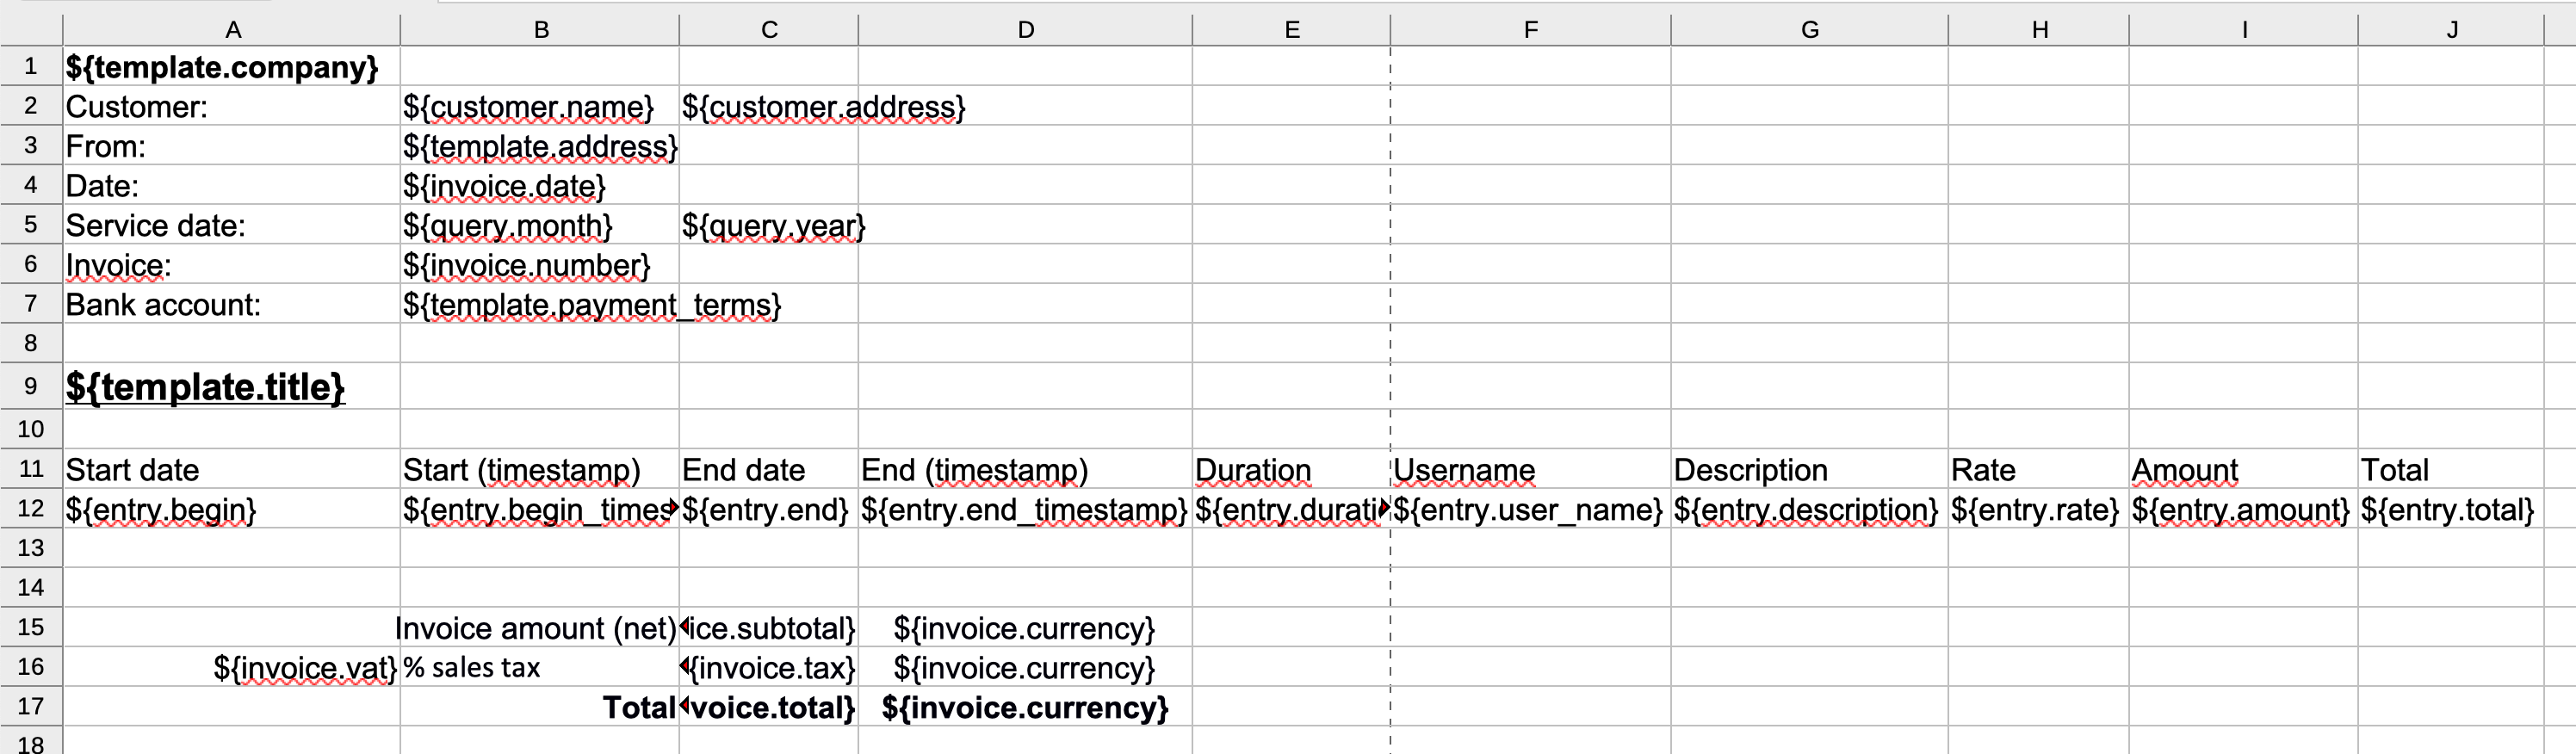 A B C D E F G H I J
1 ${template.company}
2 Customer: ${customer.name} ${customer.address}
3 From: ${template.address}
4 Date: ${invoice.date}
5 Service date: ${query.month} ${query.year}
6 Invoice: ${invoice.number}
7 Bank account: ${template.payment_terms}
8
9 ${template.title}
10
11 Start date Start (timestamp) End date End (timestamp) Duration Username Description Rate Amount Total
12 ${entry.begin} ${entry.begin_times ${entry.end} ${entry.end_timestamp} ${entry.durati ${entry.user_name} ${entry.description} ${entry.rate} ${entry.amount} ${entry.total}
13
14
15 Invoice amount (net) ice.subtotal} ${invoice.currency}
16 ${invoice.vat} % sales tax {invoice.tax} ${invoice.currency}
17 Total voice.total} ${invoice.currency}
18